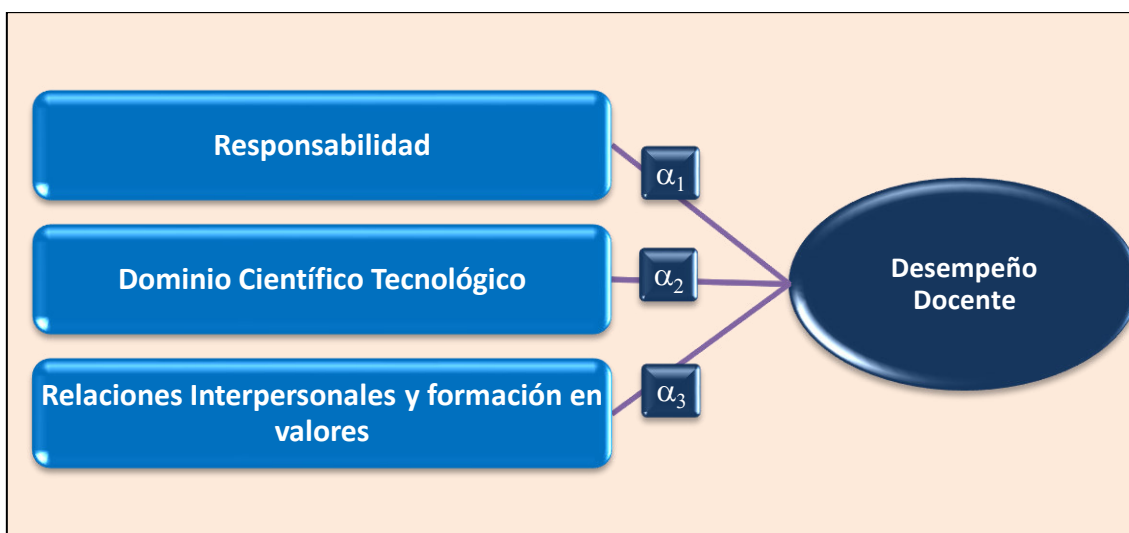 Responsabilidad
α1
Dominio Científico Tecnológico
α2
Desempeño
Docente
Relaciones Interpersonales y formación en
valores
α3